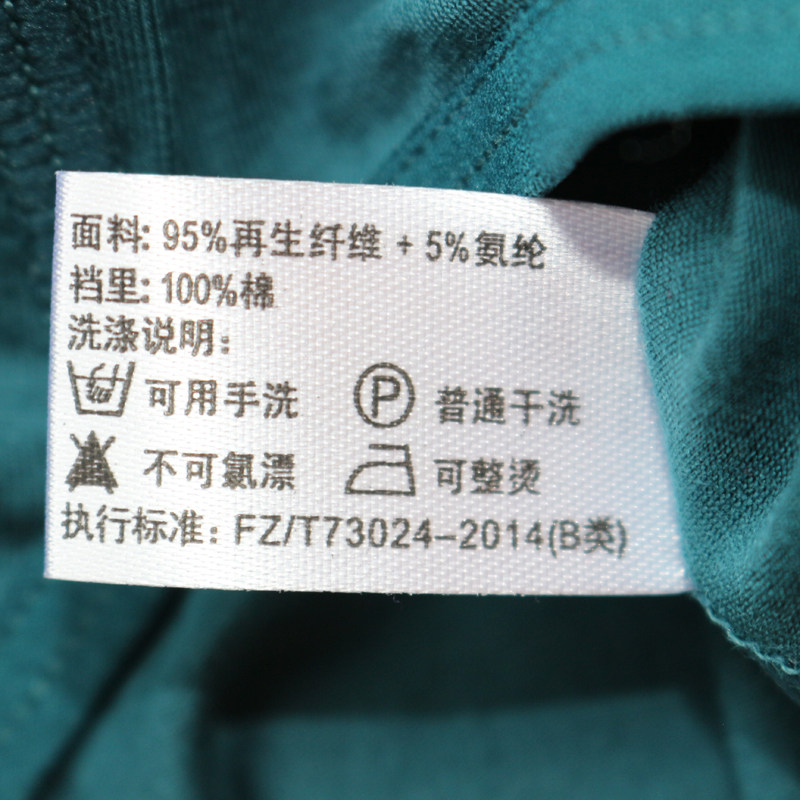 面料: 95%再生纤维 + 5%氨纶
裆里: 100%棉
洗涤说明:
可用手洗 P 普通干洗
不可氯漂 可整烫
执行标准: FZ/T73024-2014(B类)